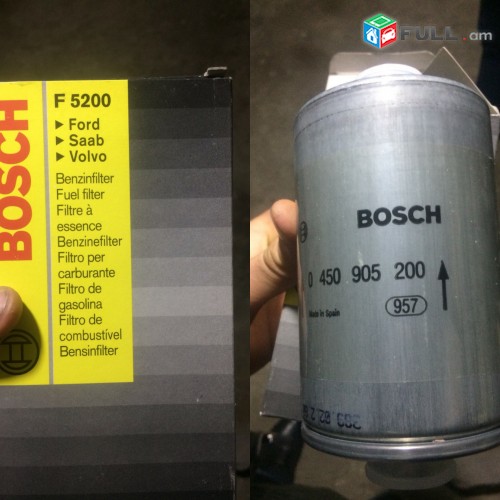 BOSCH
F 5200
▸ Ford
▸ Saab
▸ Volvo
Benzinfilter
Fuel filter
Filtre à
essence
Benzinefilter
Filtro per
carburante
Filtro de
gasolina
Filtro de
combustível
Bensinfilter
FULL.am
BOSCH
0 450 905 200
957
Made in Spain